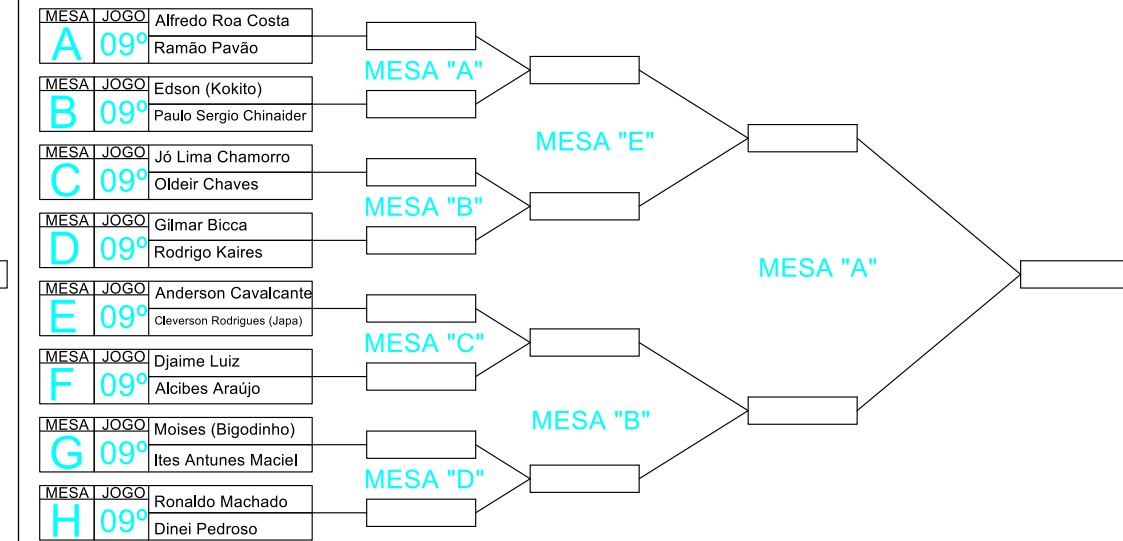 MESA JOGO Alfredo Roa Costa
A 09º Ramão Pavão
MESA "A"
MESA JOGO Edson (Kokito)
B 09º Paulo Sergio Chinaider
MESA "E"
MESA JOGO Jó Lima Chamorro
C 09º Oldeir Chaves
MESA "B"
MESA JOGO Gilmar Bicca
D 09º Rodrigo Kaires
MESA "A"
MESA JOGO Anderson Cavalcante
E 09º Cleverson Rodrigues (Japa)
MESA "C"
MESA JOGO Djaime Luiz
F 09º Alcibes Araújo
MESA "B"
MESA JOGO Moises (Bigodinho)
G 09º Ites Antunes Maciel
MESA "D"
MESA JOGO Ronaldo Machado
H 09º Dinei Pedroso